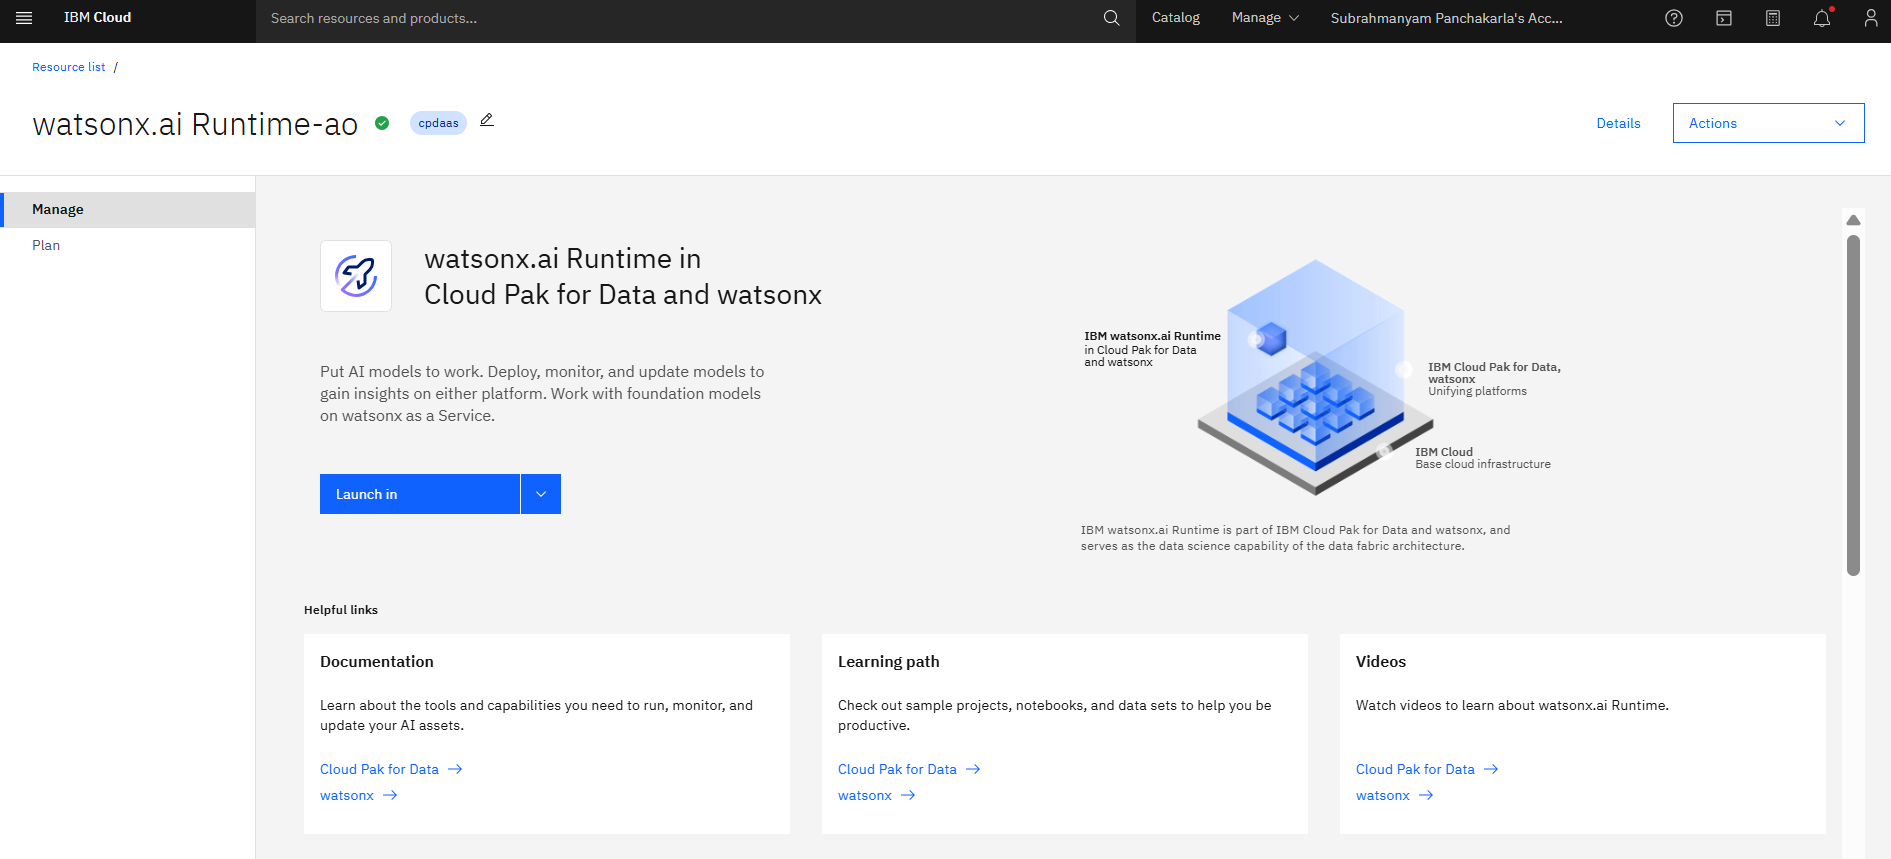 IBM Cloud
Search resources and products...
Catalog
Manage
Subrahmanyam Panchakarla's Acc...
Resource list /
watsonx.ai Runtime-ao
cpdaas
Details
Actions
Manage
Plan
watsonx.ai Runtime in
Cloud Pak for Data and watsonx
Put AI models to work. Deploy, monitor, and update models to
gain insights on either platform. Work with foundation models
on watsonx as a Service.
Launch in
IBM watsonx.ai Runtime
in Cloud Pak for Data
and watsonx
IBM Cloud Pak for Data,
watsonx
Unifying platforms
IBM Cloud
Base cloud infrastructure
IBM watsonx.ai Runtime is part of IBM Cloud Pak for Data and watsonx, and
serves as the data science capability of the data fabric architecture.
Helpful links
Documentation
Learn about the tools and capabilities you need to run, monitor, and
update your AI assets.
Cloud Pak for Data
watsonx
Learning path
Check out sample projects, notebooks, and data sets to help you be
productive.
Cloud Pak for Data
watsonx
Videos
Watch videos to learn about watsonx.ai Runtime.
Cloud Pak for Data
watsonx